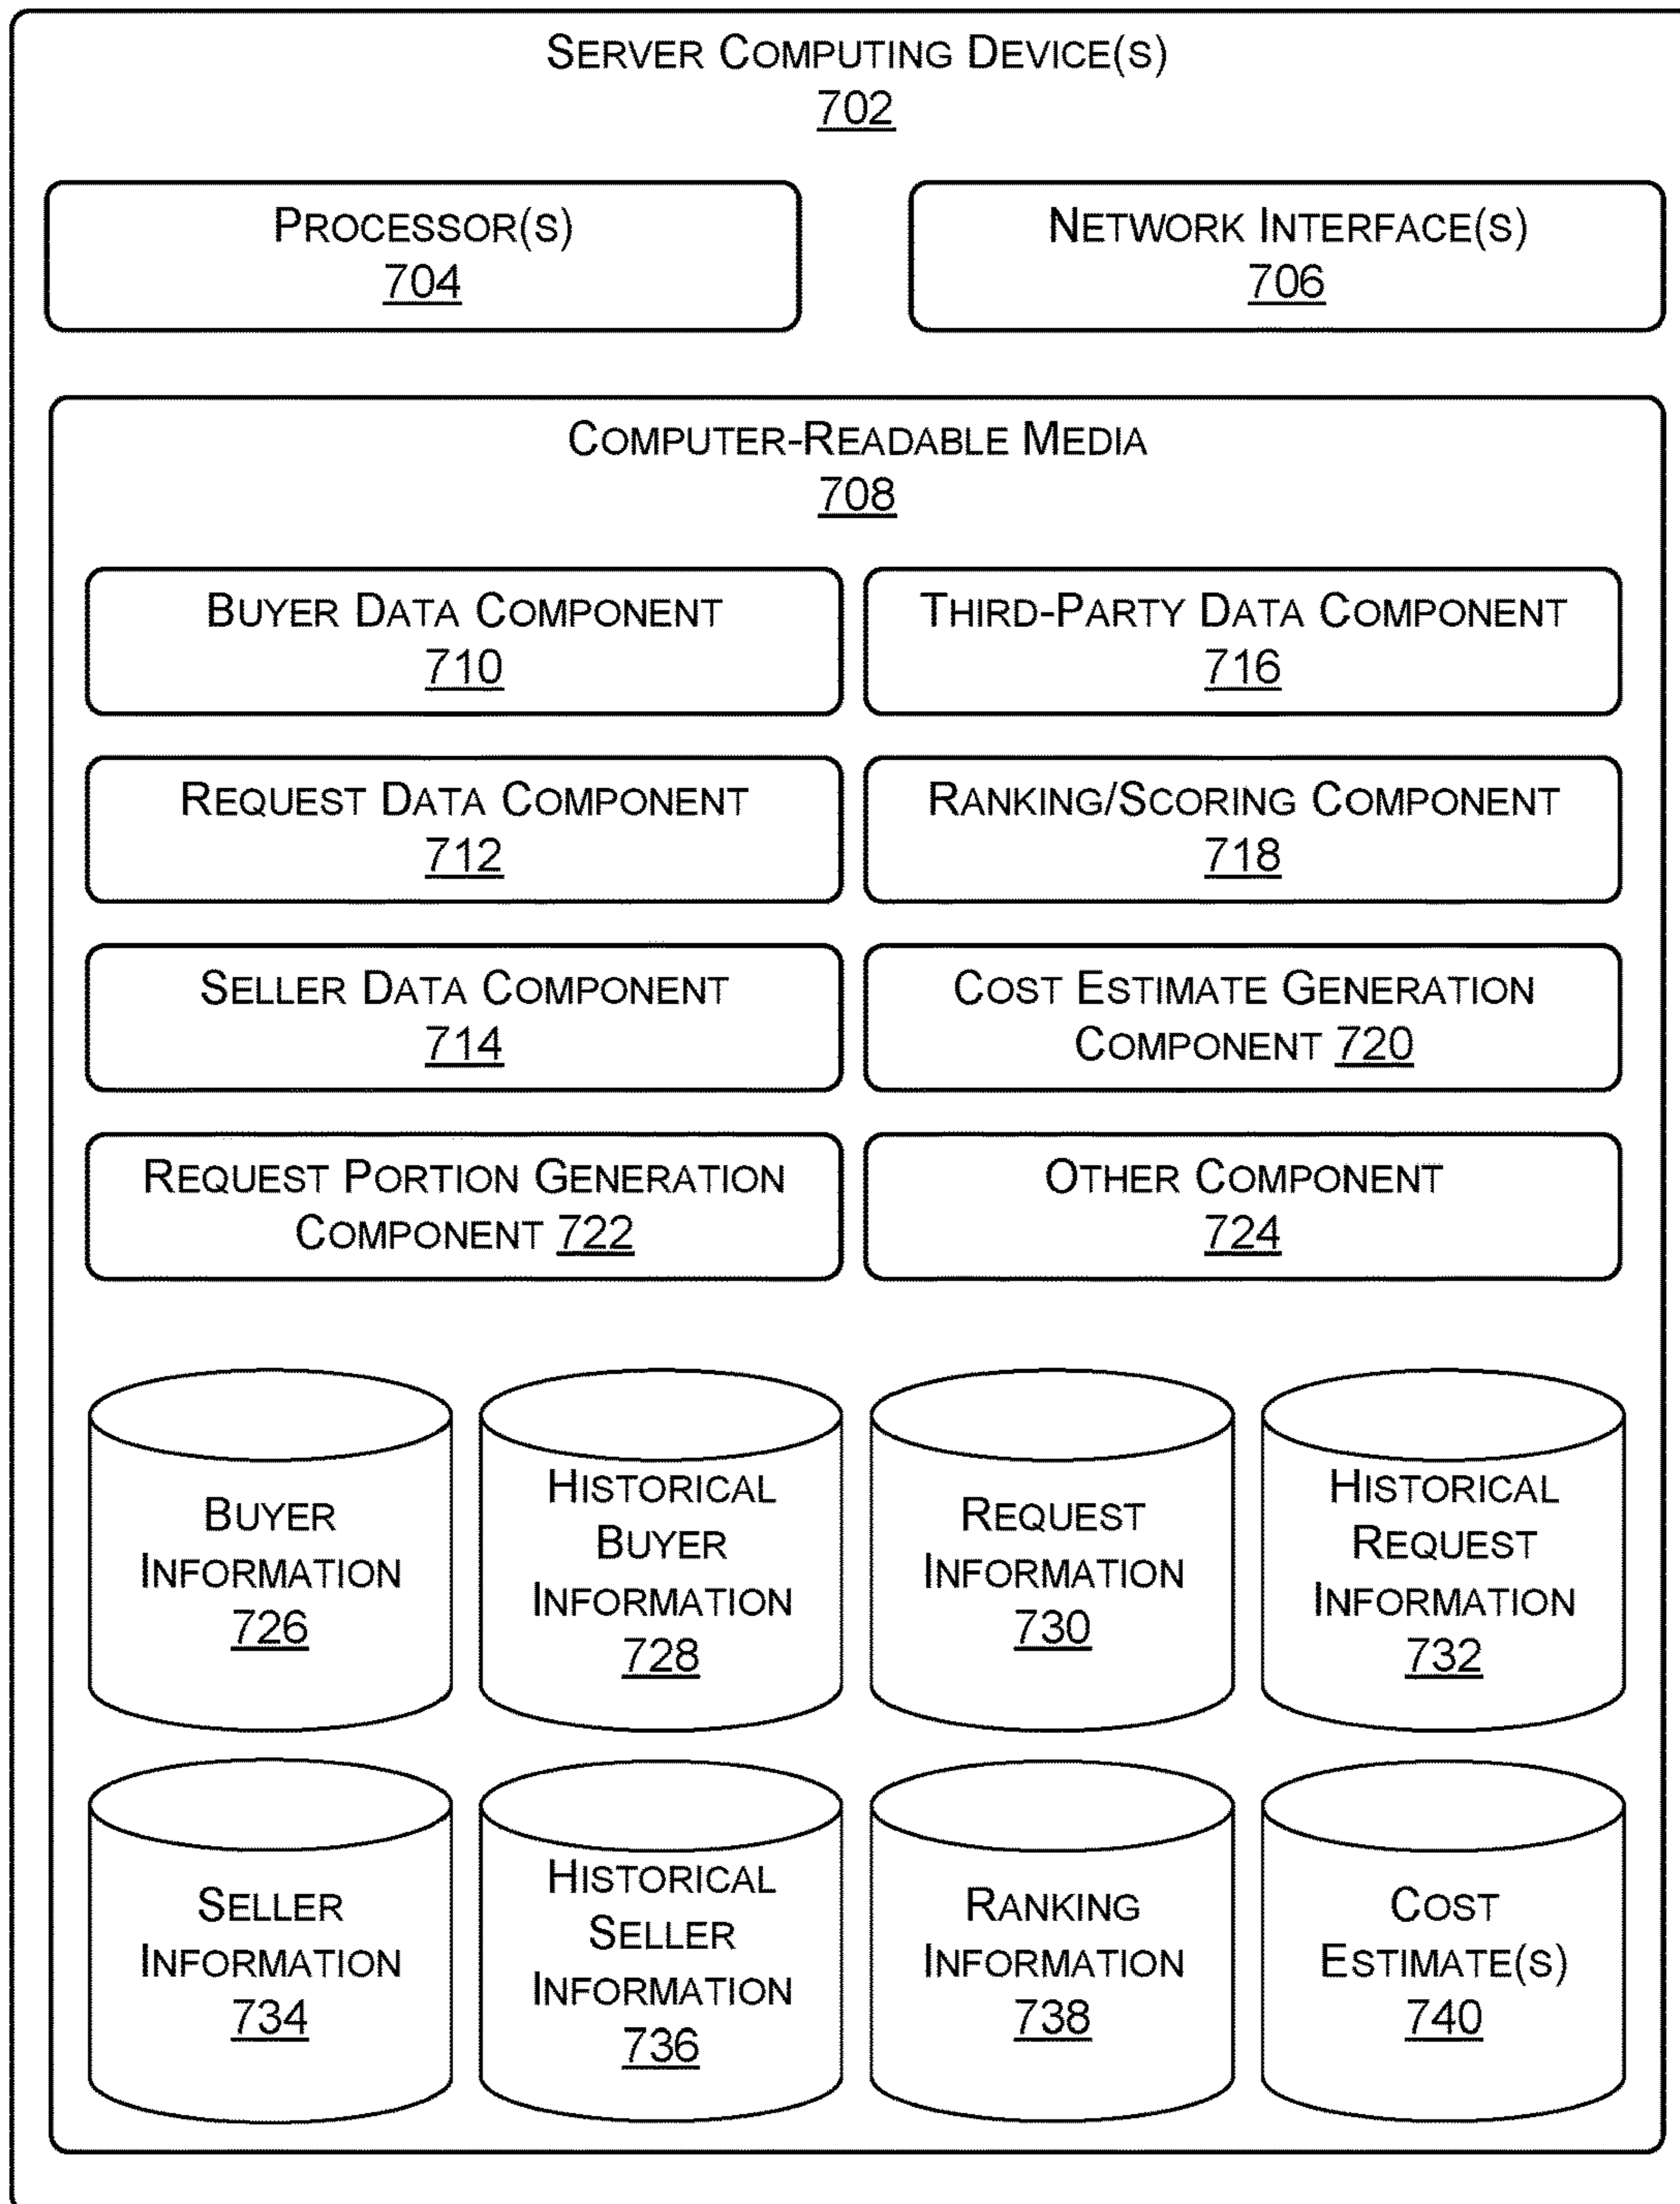 SERVER COMPUTING DEVICE(S)
702
PROCESSOR(S)
704
NETWORK INTERFACE(S)
706
COMPUTER-READABLE MEDIA
708
BUYER DATA COMPONENT
710
THIRD-PARTY DATA COMPONENT
716
REQUEST DATA COMPONENT
712
RANKING/SCORING COMPONENT
718
SELLER DATA COMPONENT
714
COST ESTIMATE GENERATION
COMPONENT 720
REQUEST PORTION GENERATION
COMPONENT 722
OTHER COMPONENT
724
BUYER
INFORMATION
726
HISTORICAL
BUYER
INFORMATION
728
REQUEST
INFORMATION
730
HISTORICAL
REQUEST
INFORMATION
732
SELLER
INFORMATION
734
HISTORICAL
SELLER
INFORMATION
736
RANKING
INFORMATION
738
COST
ESTIMATE(S)
740